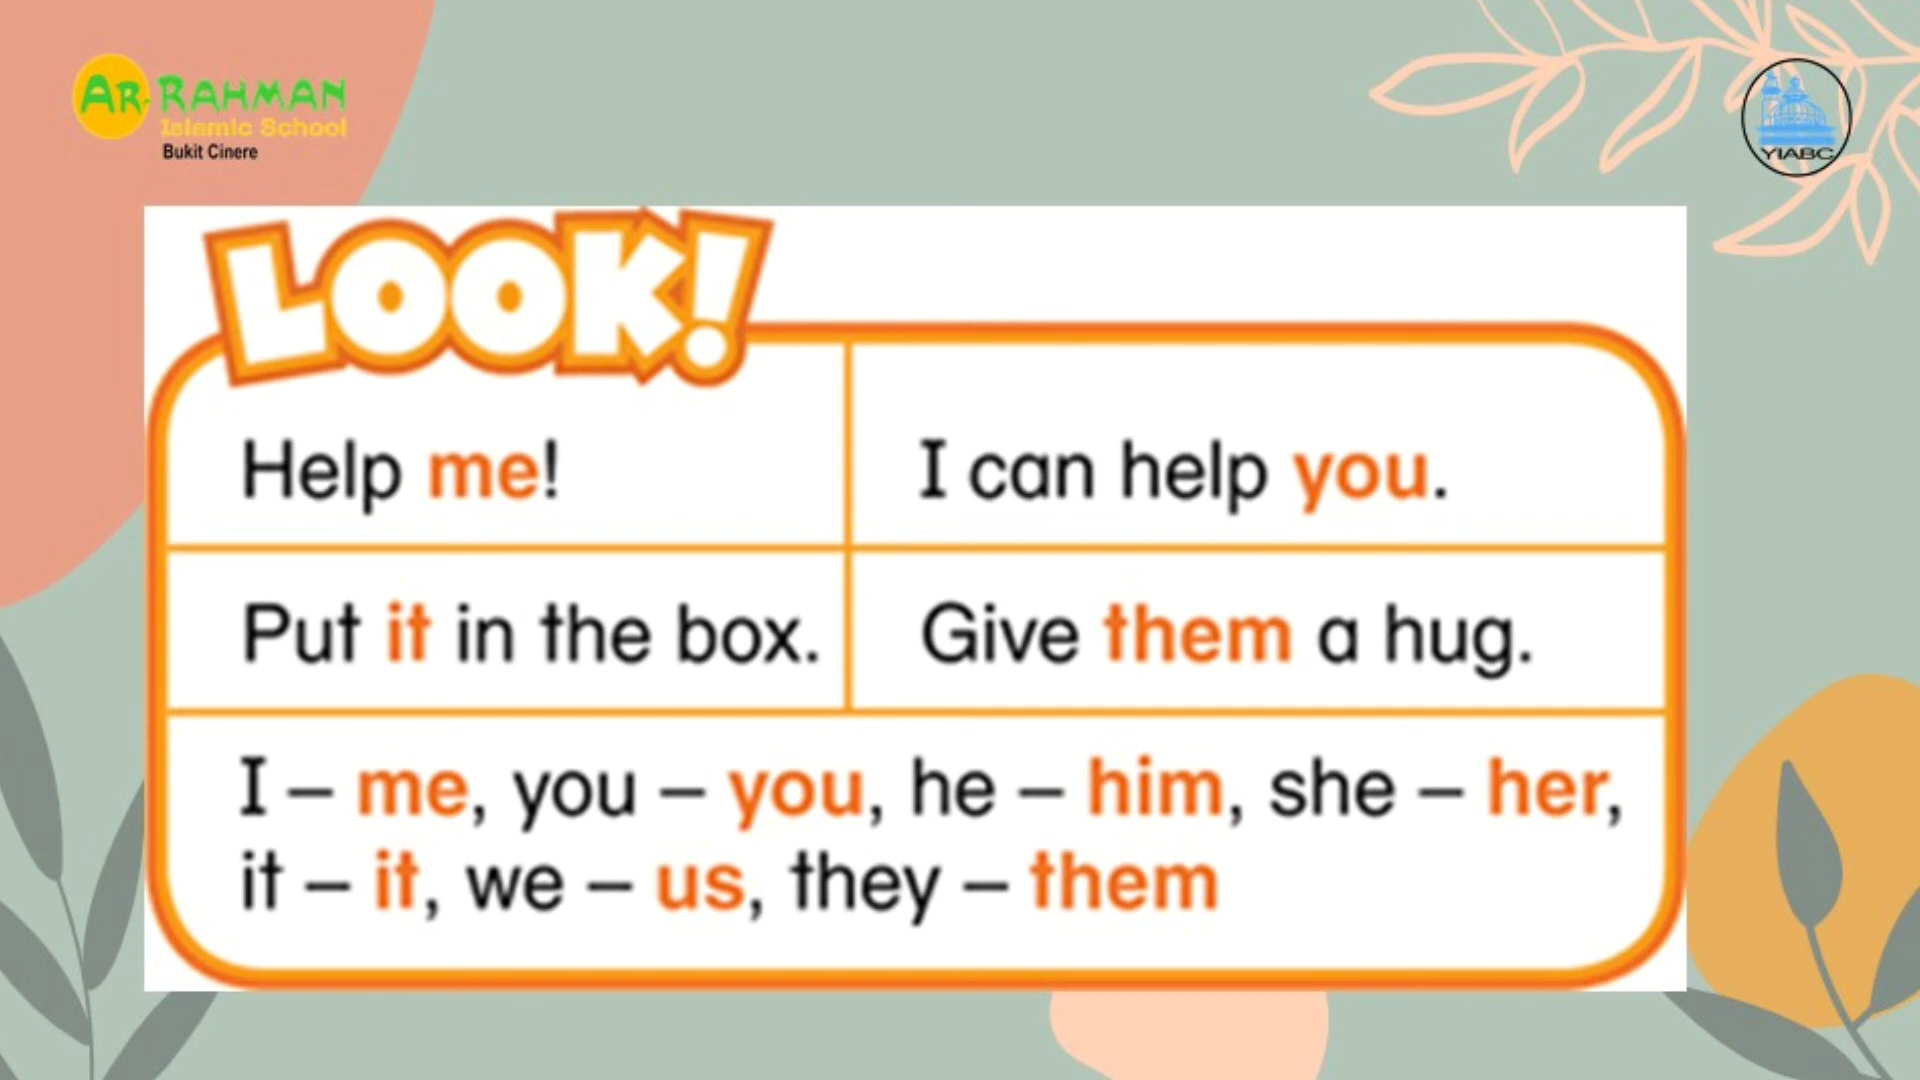 AR-RAHMAN
Islamic School
Bukit Cinere
YIABC
LOOK!
Help me!
I can help you.
Put it in the box.
Give them a hug.
I – me, you – you, he – him, she – her,
it – it, we – us, they – them